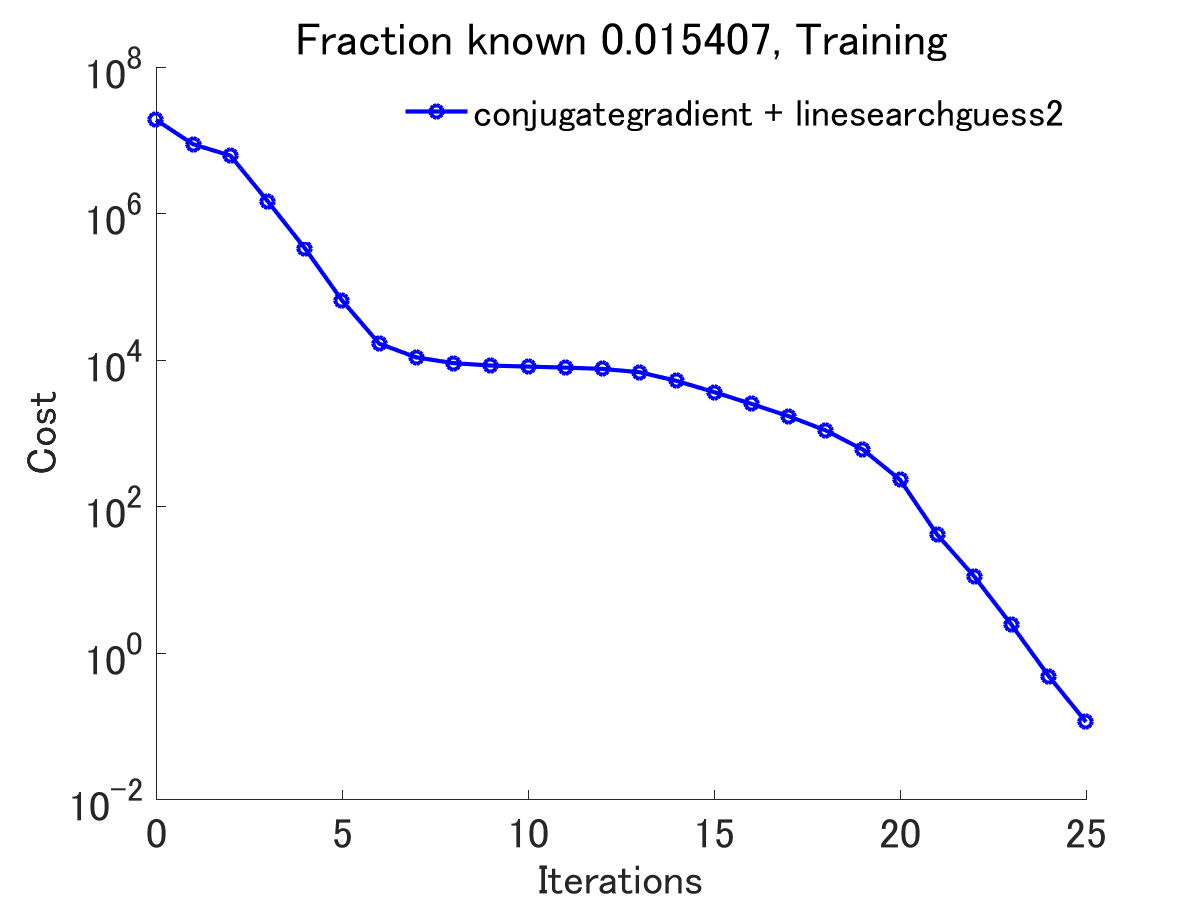 Fraction known 0.015407, Training
conjugategradient + linesearchguess2
Cost
10^8
10^6
10^4
10^2
10^0
10^-2
0 5 10 15 20 25
Iterations